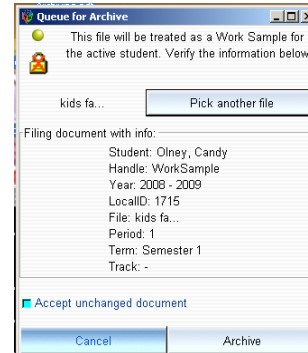 Queue for Archive
This file will be treated as a Work Sample for
the active student. Verify the information below
kids fa...
Pick another file
Filing document with info:
Student: Olney, Candy
Handle: WorkSample
Year: 2008 - 2009
LocalID: 1715
File: kids fa...
Period: 1
Term: Semester 1
Track: -
Accept unchanged document
Cancel
Archive